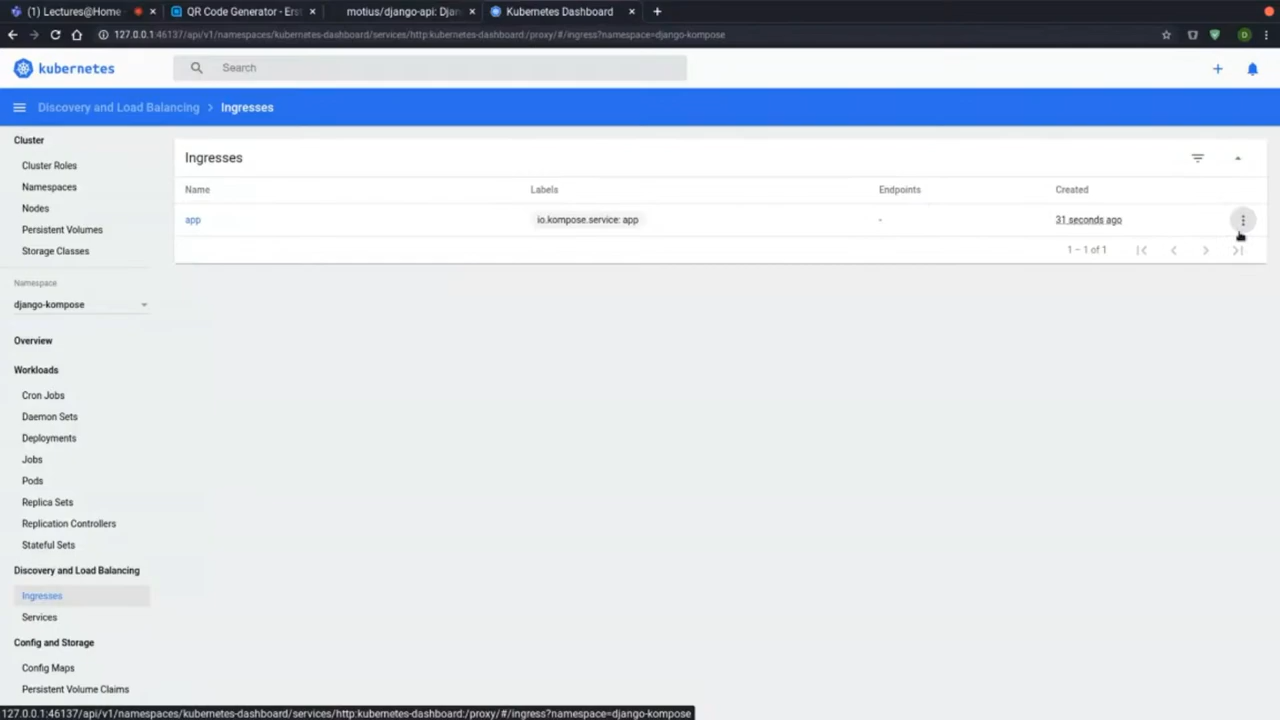 (1) Lectures@Home
QR Code Generator - Erst
motius/django-api: Djan
Kubernetes Dashboard
127.0.0.1:46137/api/v1/namespaces/kubernetes-dashboard/services/http:kubernetes-dashboard:/proxy/#/ingress?namespace=django-kompose
D
kubernetes
Search
Discovery and Load Balancing > Ingresses
Cluster
Cluster Roles
Namespaces
Nodes
Persistent Volumes
Storage Classes
Namespace
django-kompose
Overview
Workloads
Cron Jobs
Daemon Sets
Deployments
Jobs
Pods
Replica Sets
Replication Controllers
Stateful Sets
Discovery and Load Balancing
Ingresses
Services
Config and Storage
Config Maps
Persistent Volume Claims
Ingresses
Name Labels Endpoints Created
app io.kompose.service: app - 31 seconds ago
1 – 1 of 1
127.0.0.1:46137/api/v1/namespaces/kubernetes-dashboard/services/http:kubernetes-dashboard:/proxy/#/ingress?namespace=django-kompose